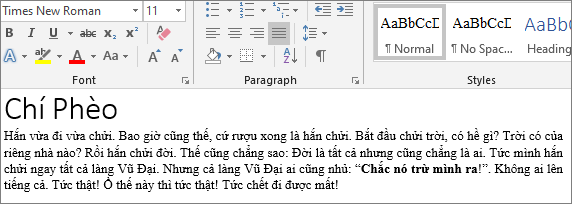 Times New Roman 11
B I U abc X₂ X²
A ab A Aa A A
Font Paragraph Styles
AaBbCcI AaBbCcI AaBbCcD
¶ Normal ¶ No Spac... Heading
Chí Phèo
Hắn vừa đi vừa chửi. Bao giờ cũng thế, cứ rượu xong là hắn chửi. Bắt đầu chửi trời, có hề gì? Trời có của
riêng nhà nào? Rồi hắn chửi đời. Thế cũng chẳng sao: Đời là tất cả nhưng cũng chẳng là ai. Tức mình hắn
chửi ngay tất cả làng Vũ Đại. Nhưng cả làng Vũ Đại ai cũng nhủ: “Chắc nó trừ mình ra!”. Không ai lên
tiếng cả. Tức thật! Ồ thế này thì tức thật! Tức chết đi được mất!